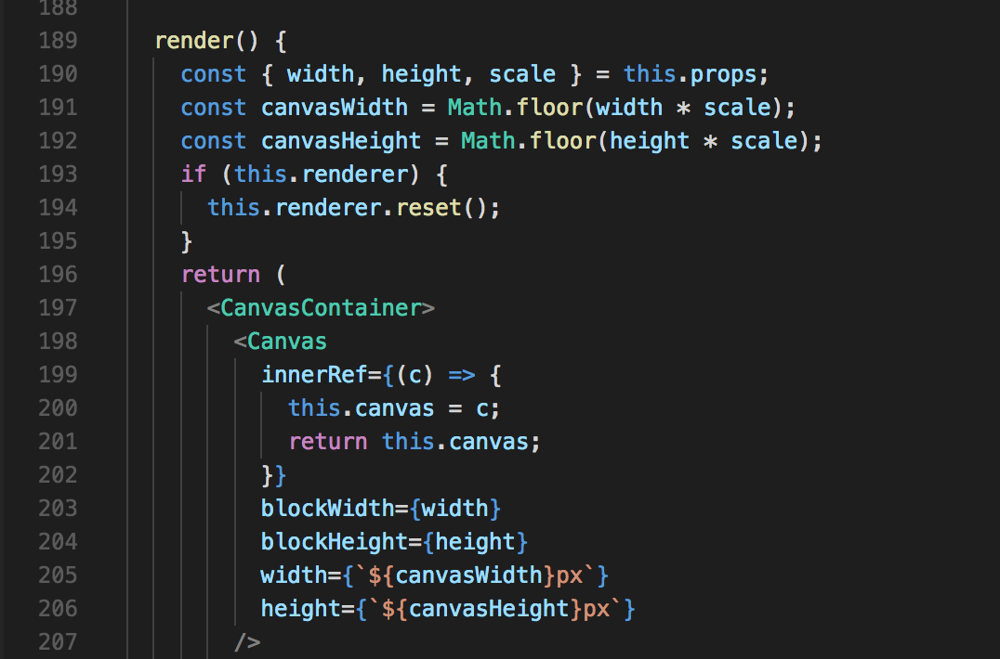 188
189 render() {
190 const { width, height, scale } = this.props;
191 const canvasWidth = Math.floor(width * scale);
192 const canvasHeight = Math.floor(height * scale);
193 if (this.renderer) {
194 this.renderer.reset();
195 }
196 return (
197 <CanvasContainer>
198 <Canvas
199 innerRef={(c) => {
200 this.canvas = c;
201 return this.canvas;
202 }}
203 blockWidth={width}
204 blockHeight={height}
205 width={`${canvasWidth}px`}
206 height={`${canvasHeight}px`}
207 />